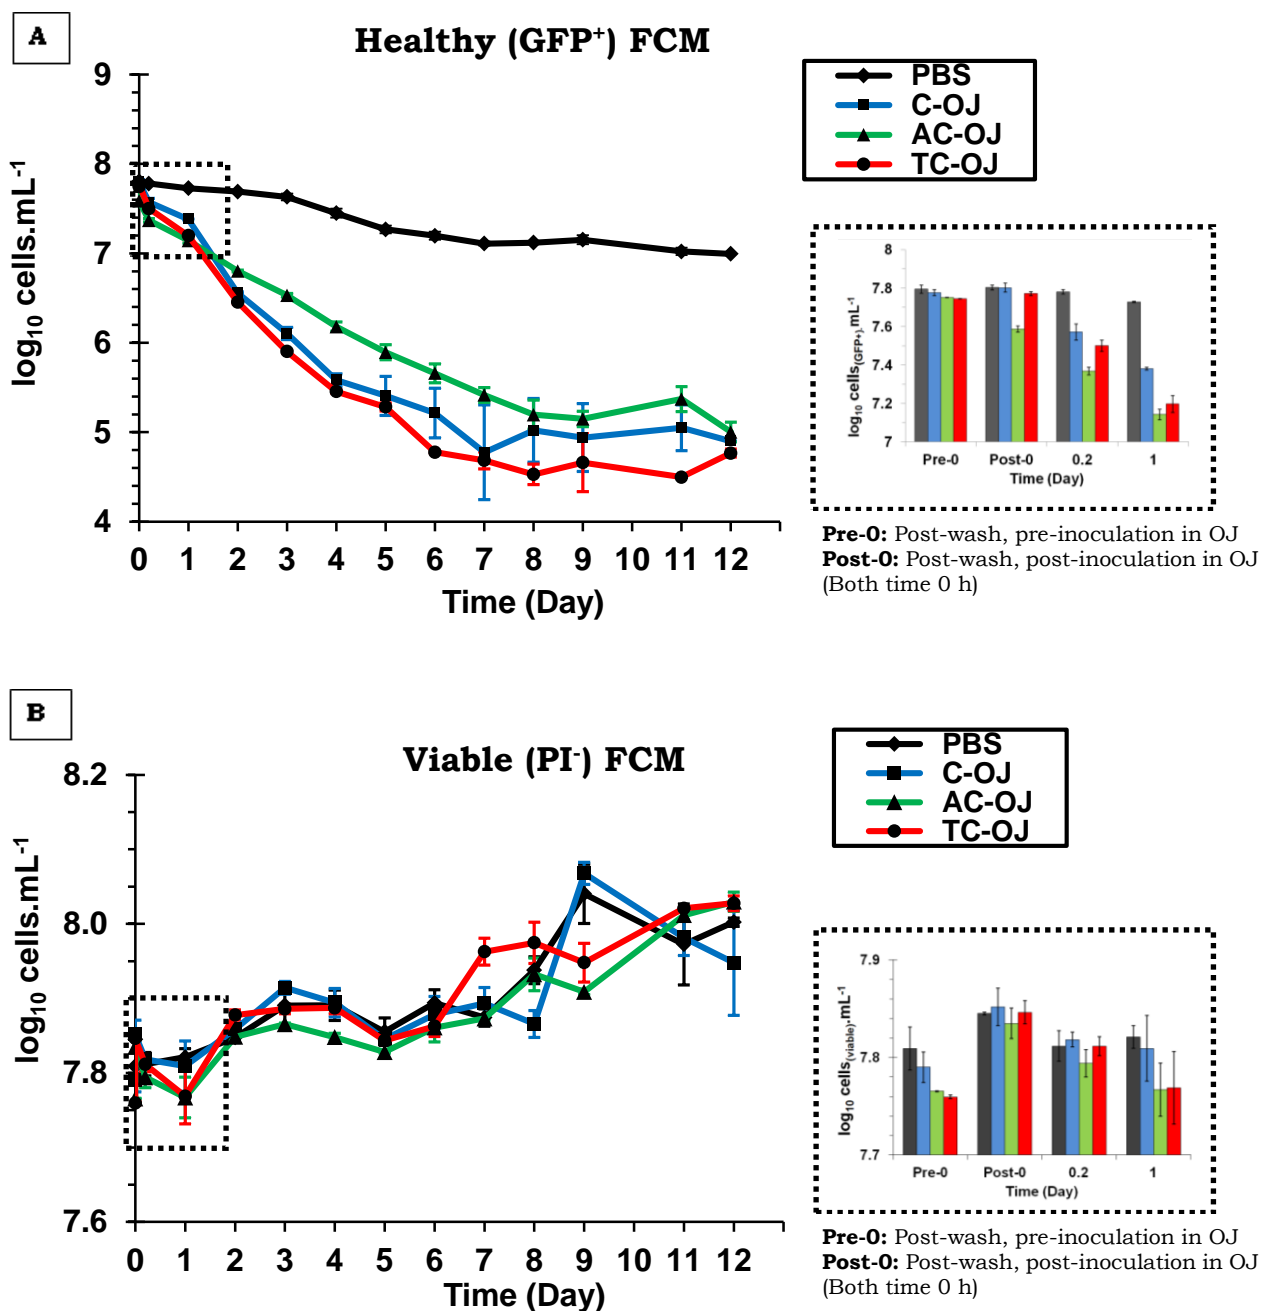 A
Healthy (GFP⁺) FCM
9
8
7
6
5
4
log₁₀ cells.mL⁻¹
0 1 2 3 4 5 6 7 8 9 10 11 12
Time (Day)
PBS
C-OJ
AC-OJ
TC-OJ
8
7.8
7.6
7.4
7.2
7
log₁₀ cells(GFP+).mL⁻¹
Pre-0 Post-0 0.2 1
Time (Day)
Pre-0: Post-wash, pre-inoculation in OJ
Post-0: Post-wash, post-inoculation in OJ
(Both time 0 h)
B
Viable (PI⁻) FCM
8.2
8.0
7.8
7.6
log₁₀ cells.mL⁻¹
0 1 2 3 4 5 6 7 8 9 10 11 12
Time (Day)
PBS
C-OJ
AC-OJ
TC-OJ
7.9
7.8
7.7
log₁₀ cells(viable).mL⁻¹
Pre-0 Post-0 0.2 1
Time (Day)
Pre-0: Post-wash, pre-inoculation in OJ
Post-0: Post-wash, post-inoculation in OJ
(Both time 0 h)